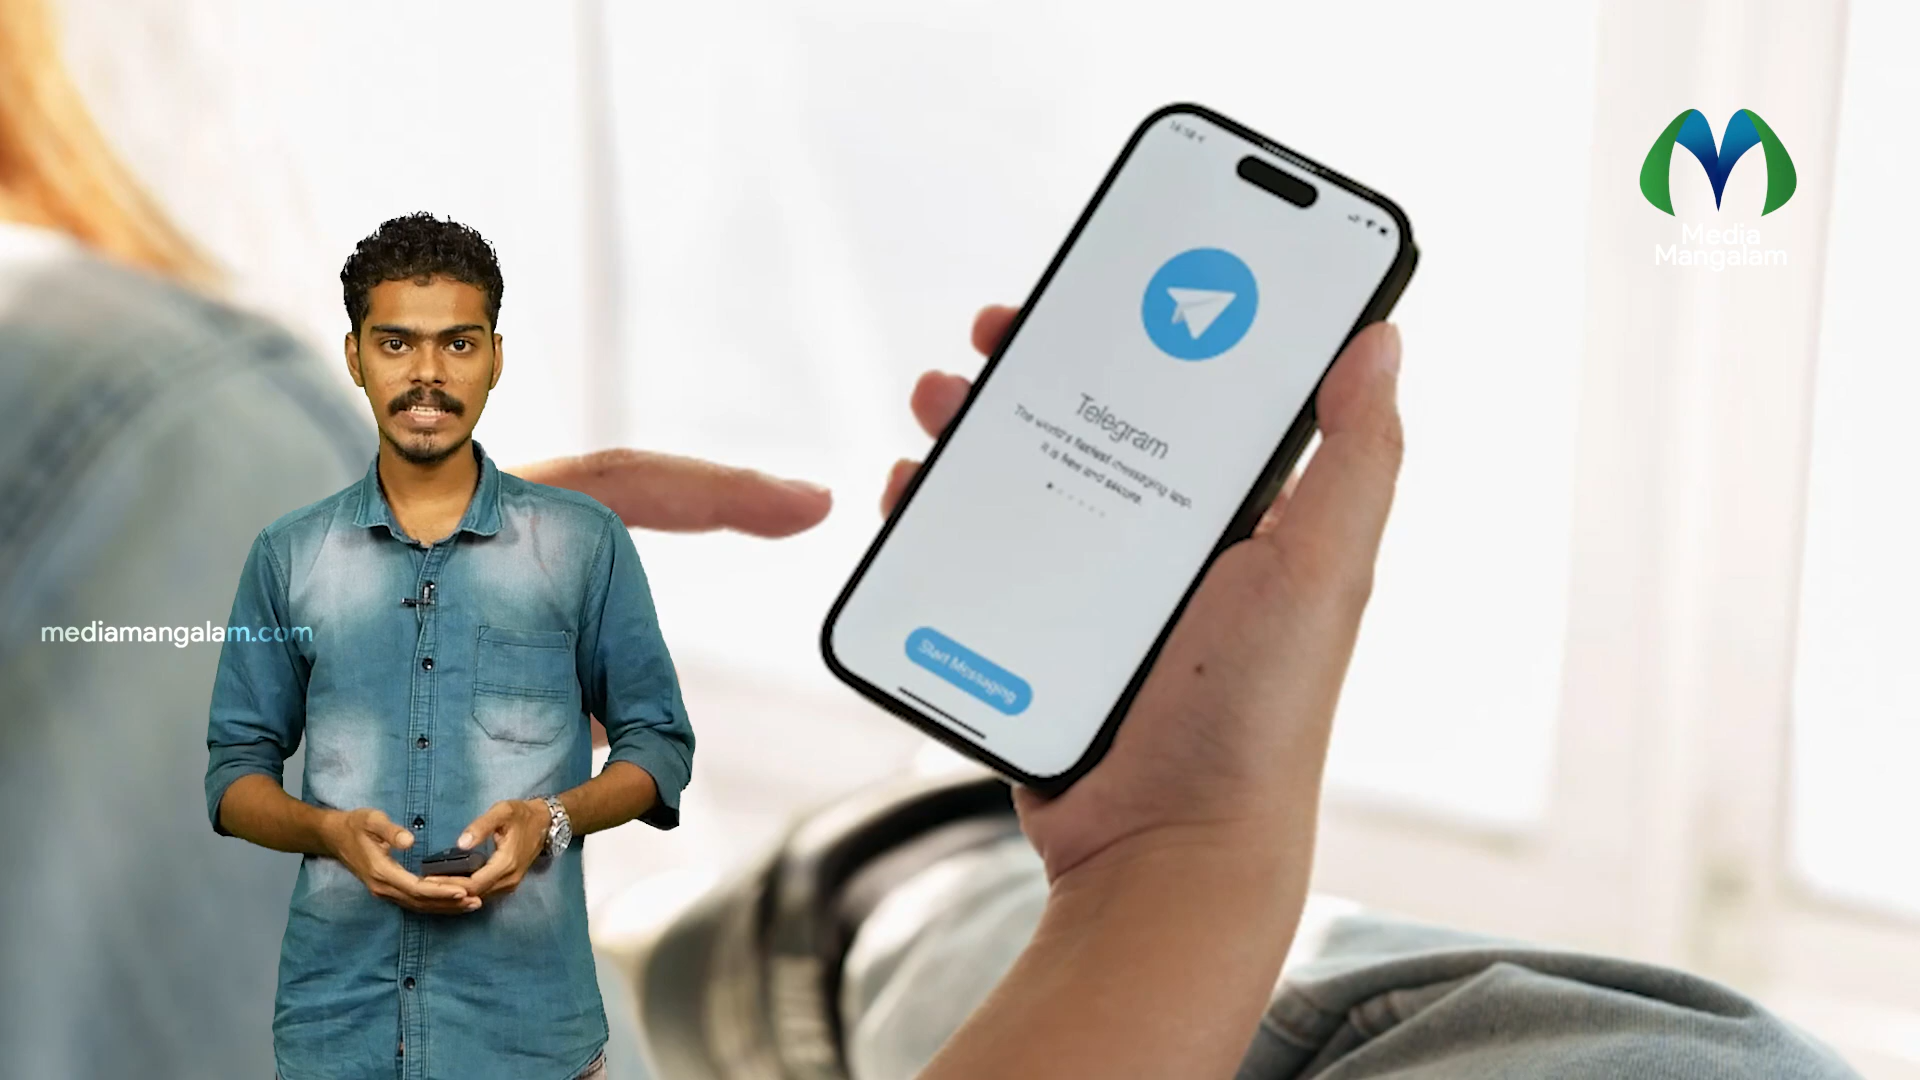 Media
Mangalam
Telegram
The world's fastest messaging app.
It is free and secure.
Start Messaging
mediamangalam.com